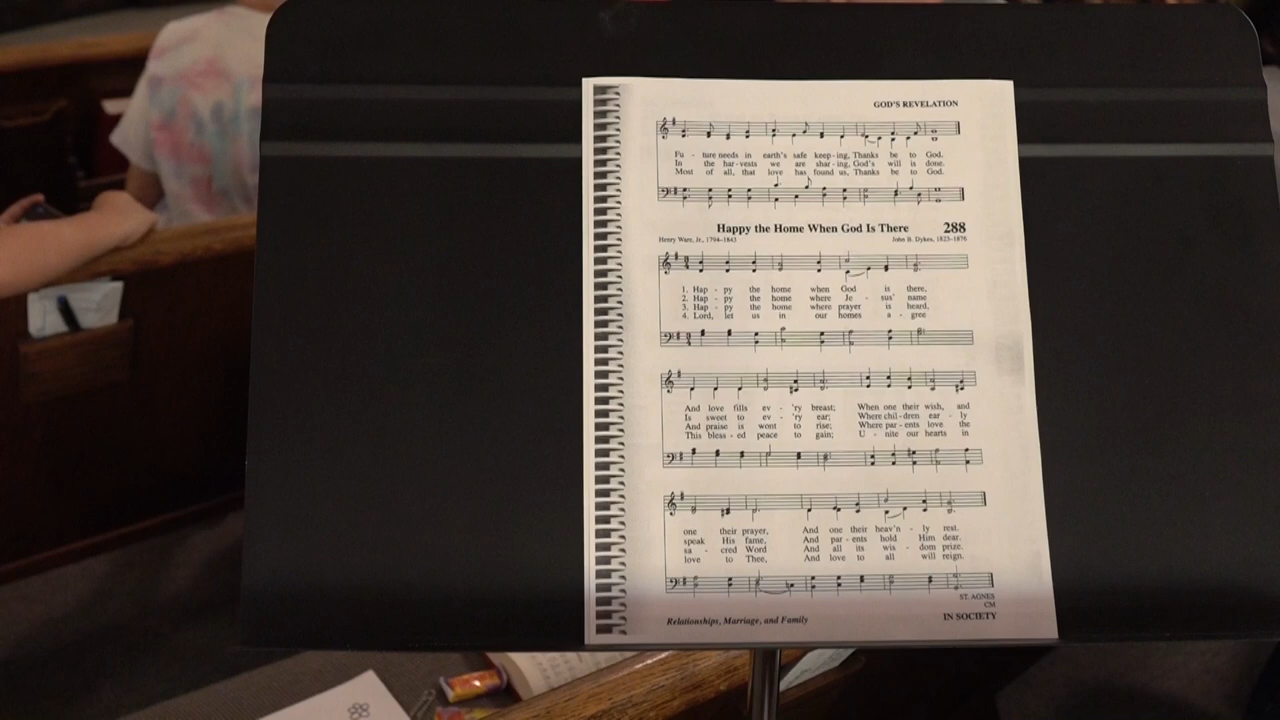 GOD'S REVELATION
Fu - ture needs in earth's safe keep - ing, Thanks be to God.
In the har - vests we are shar - ing, God's will is done.
Most of all, that love has found us, Thanks be to God.
Happy the Home When God Is There 288
Henry Ware, Jr., 1794–1843 John B. Dykes, 1823–1876
1. Hap - py the home when God is there,
2. Hap - py the home where Je - sus' name
3. Hap - py the home where prayer is heard,
4. Lord, let us in our homes a - gree
And love fills ev - 'ry breast; When one their wish, and
Is sweet to ev - 'ry ear; Where chil - dren ear - ly
And praise is wont to rise; Where par - ents love the
This bless - ed peace to gain; U - nite our hearts in
one their prayer, And one their heav'n - ly rest.
speak His fame, And par - ents hold Him dear.
sa - cred Word And all its wis - dom prize.
love to Thee, And love to all will reign.
ST. AGNES
CM
Relationships, Marriage, and Family IN SOCIETY